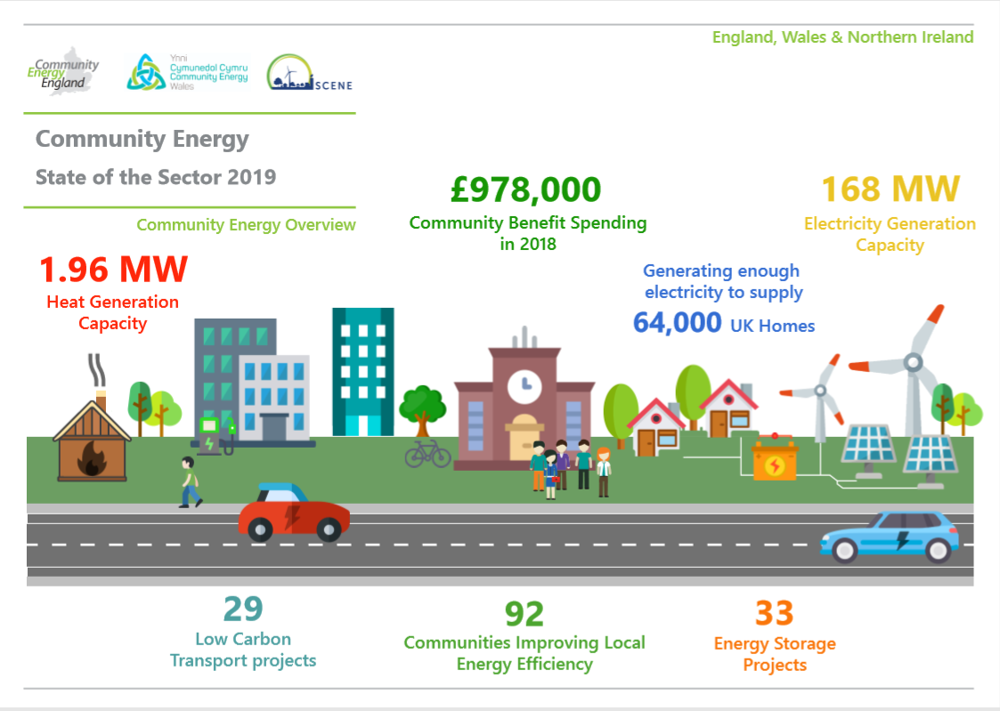 England, Wales & Northern Ireland
Community
Energy
England
Ynni
Cymunedol Cymru
Community Energy
Wales
SCENE
Community Energy
State of the Sector 2019
Community Energy Overview
£978,000
Community Benefit Spending
in 2018
168 MW
Electricity Generation
Capacity
1.96 MW
Heat Generation
Capacity
Generating enough
electricity to supply
64,000 UK Homes
29
Low Carbon
Transport projects
92
Communities Improving Local
Energy Efficiency
33
Energy Storage
Projects